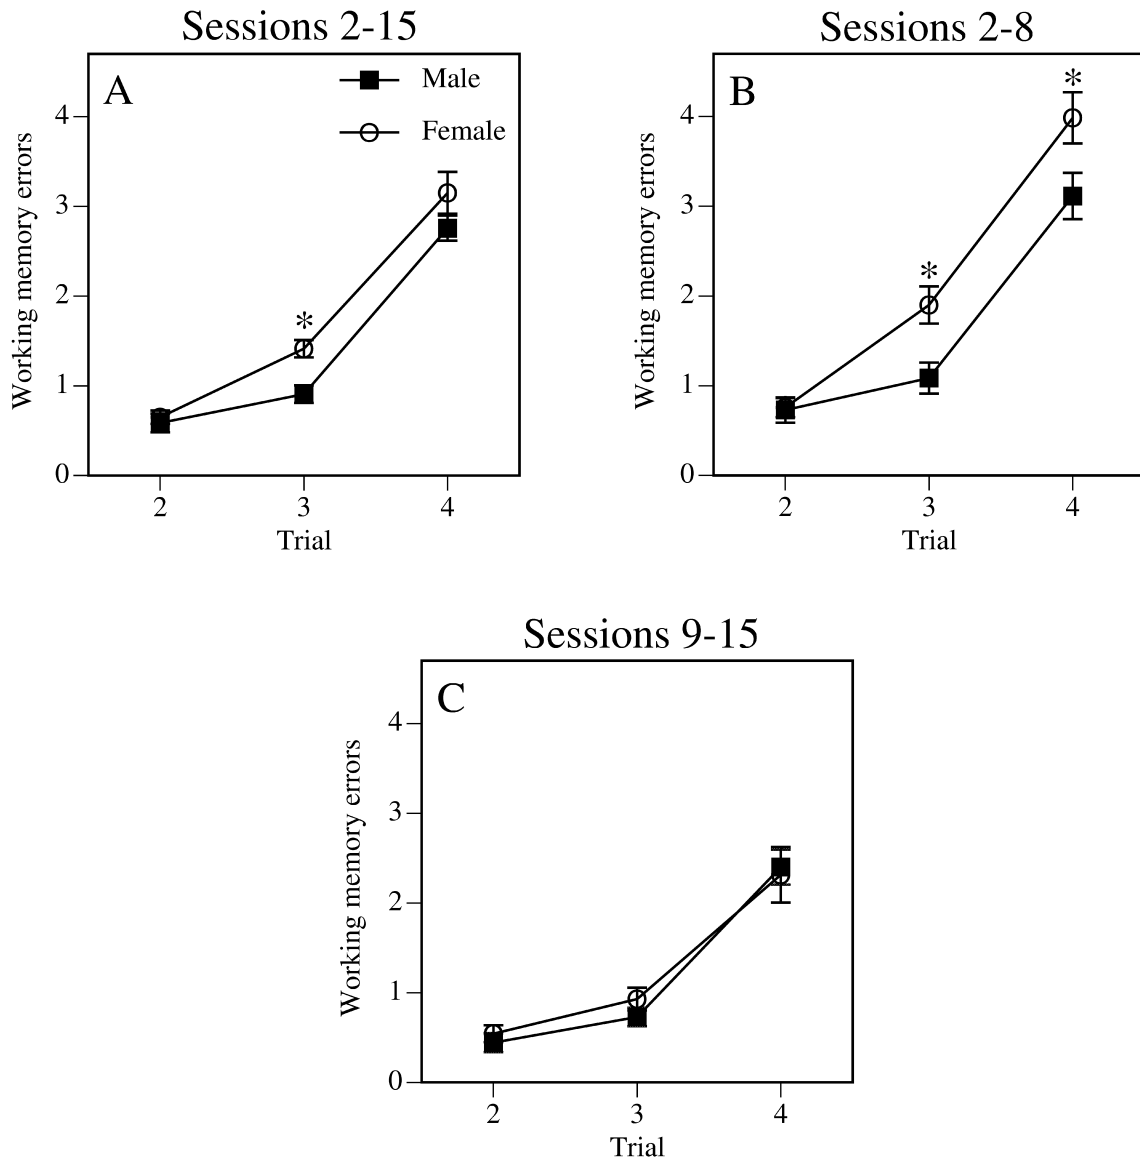 Sessions 2-15
A
Male
Female
*
Working memory errors
4
3
2
1
0
2 3 4
Trial
Sessions 2-8
B
*
*
Working memory errors
4
3
2
1
0
2 3 4
Trial
Sessions 9-15
C
Working memory errors
4
3
2
1
0
2 3 4
Trial